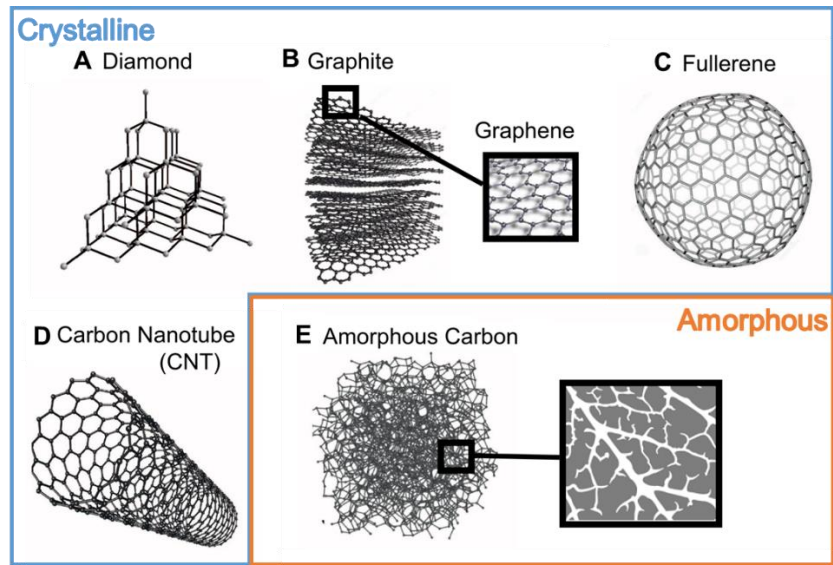 Crystalline
A Diamond
B Graphite
C Fullerene
Graphene
D Carbon Nanotube
(CNT)
E Amorphous Carbon
Amorphous